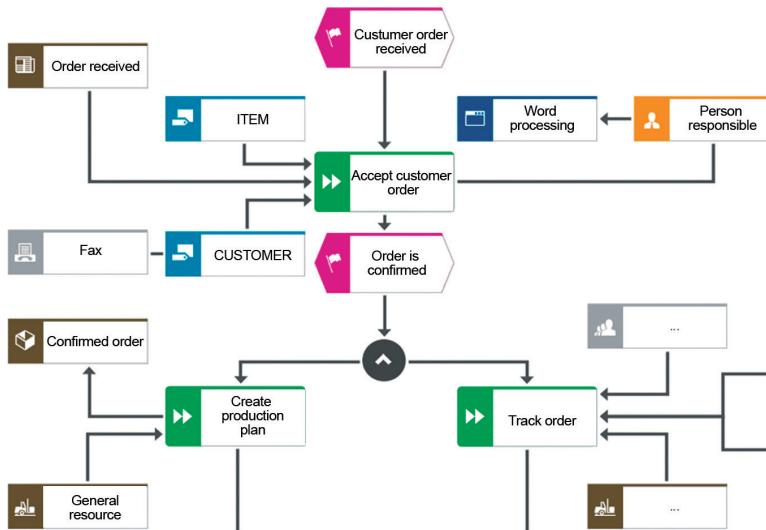 Custumer order
received
Order received
ITEM
Word
processing
Person
responsible
Accept customer
order
Fax
CUSTOMER
Order is
confirmed
Confirmed order
...
Create
production
plan
Track order
General
resource
...